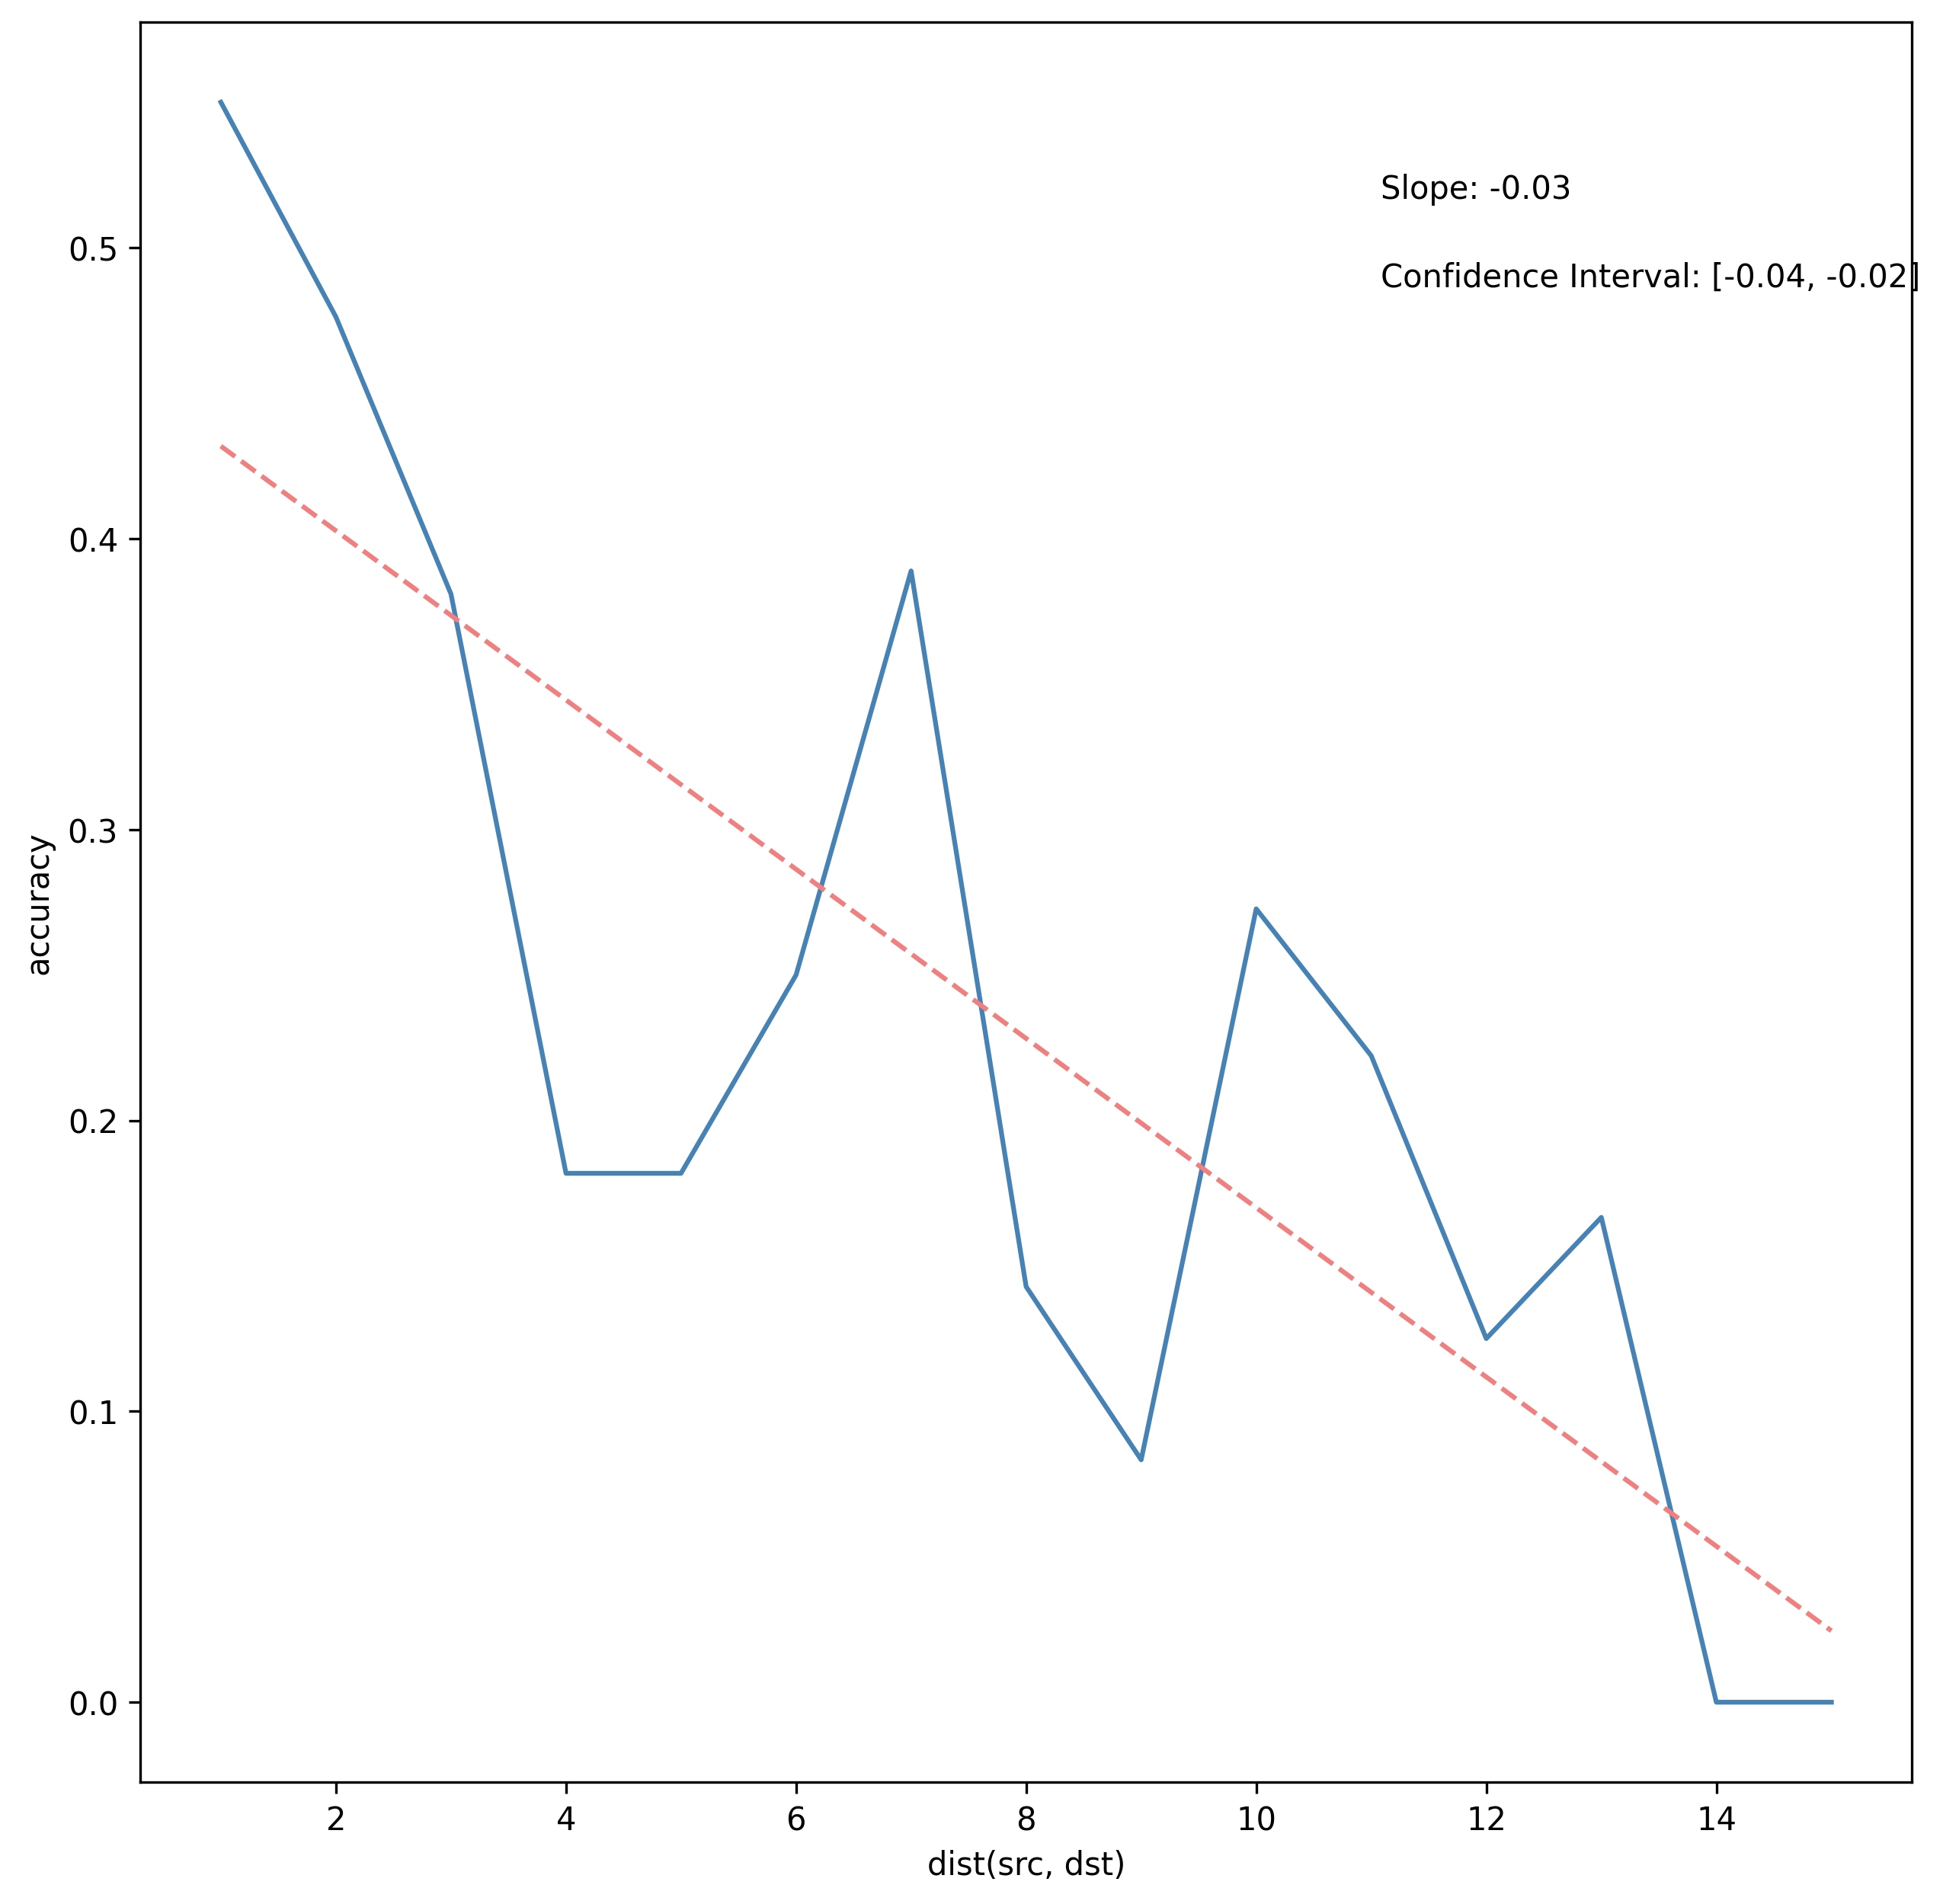 Slope: -0.03
Confidence Interval: [-0.04, -0.02]
0.5
0.4
0.3
0.2
0.1
0.0
accuracy
2 4 6 8 10 12 14
dist(src, dst)